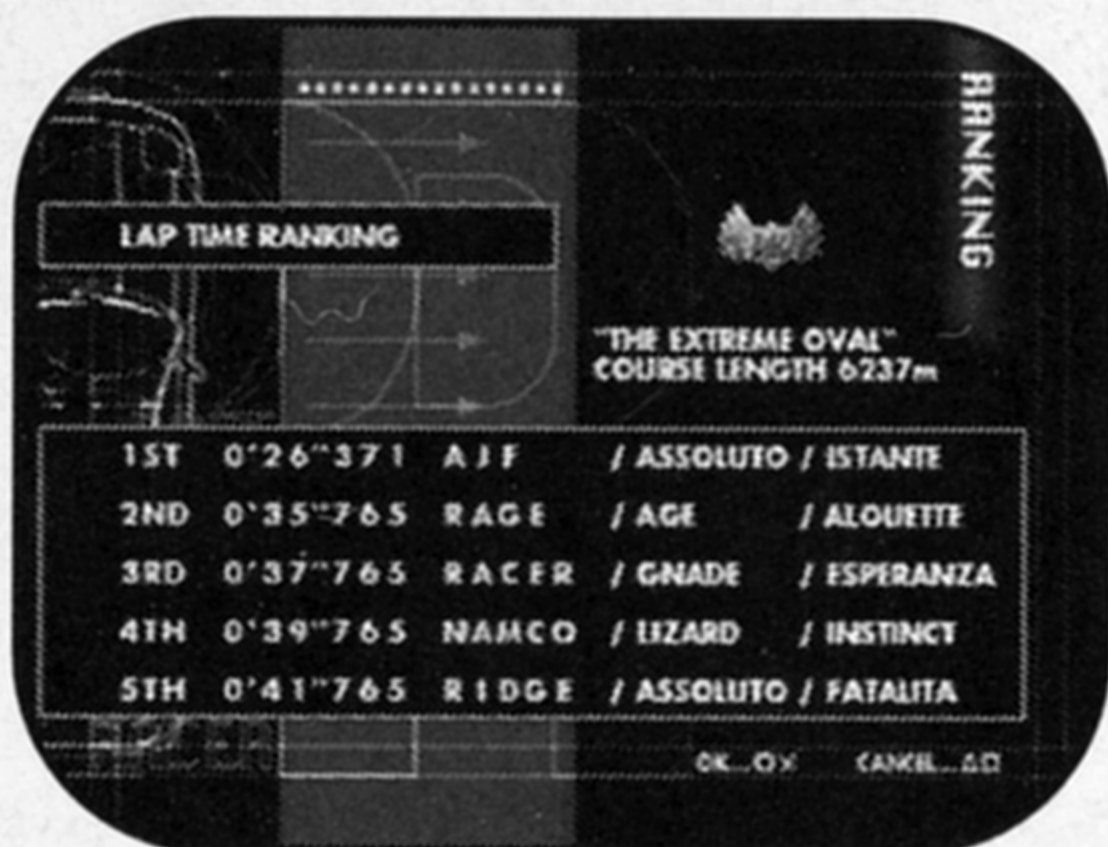 RANKING
LAP TIME RANKING
"THE EXTREME OVAL"
COURSE LENGTH 6237m
1ST 0'26"371 AJF / ASSOLUTO / ISTANTE
2ND 0'35"765 RAGE / AGE / ALOUETTE
3RD 0'37"765 RACER / GNADE / ESPERANZA
4TH 0'39"765 NAMCO / LIZARD / INSTINCT
5TH 0'41"765 RIDGE / ASSOLUTO / FATALITA
OK...○× CANCEL...△□